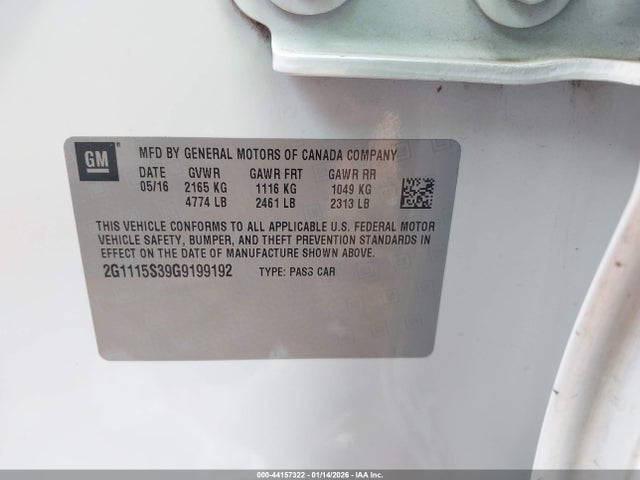 GM MFD BY GENERAL MOTORS OF CANADA COMPANY
DATE GVWR GAWR FRT GAWR RR
05/16 2165 KG 1116 KG 1049 KG
4774 LB 2461 LB 2313 LB
THIS VEHICLE CONFORMS TO ALL APPLICABLE U.S. FEDERAL MOTOR
VEHICLE SAFETY, BUMPER, AND THEFT PREVENTION STANDARDS IN
EFFECT ON THE DATE OF MANUFACTURE SHOWN ABOVE.
2G1115S39G9199192 TYPE: PASS CAR
000-44157322 - 01/14/2026 - IAA Inc.